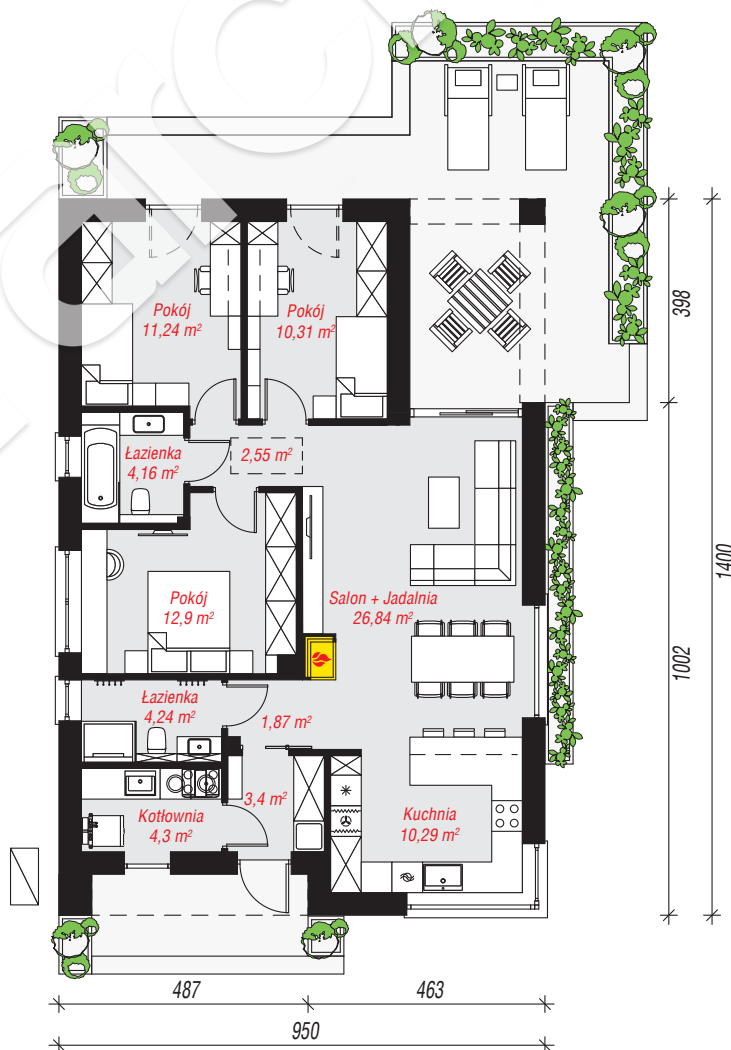 Pokój
11,24 m²
Pokój
10,31 m²
398
Łazienka
4,16 m²
2,55 m²
1400
Pokój
12,9 m²
Salon + Jadalnia
26,84 m²
1002
Łazienka
4,24 m²
1,87 m²
3,4 m²
Kotłownia
4,3 m²
Kuchnia
10,29 m²
487
463
950